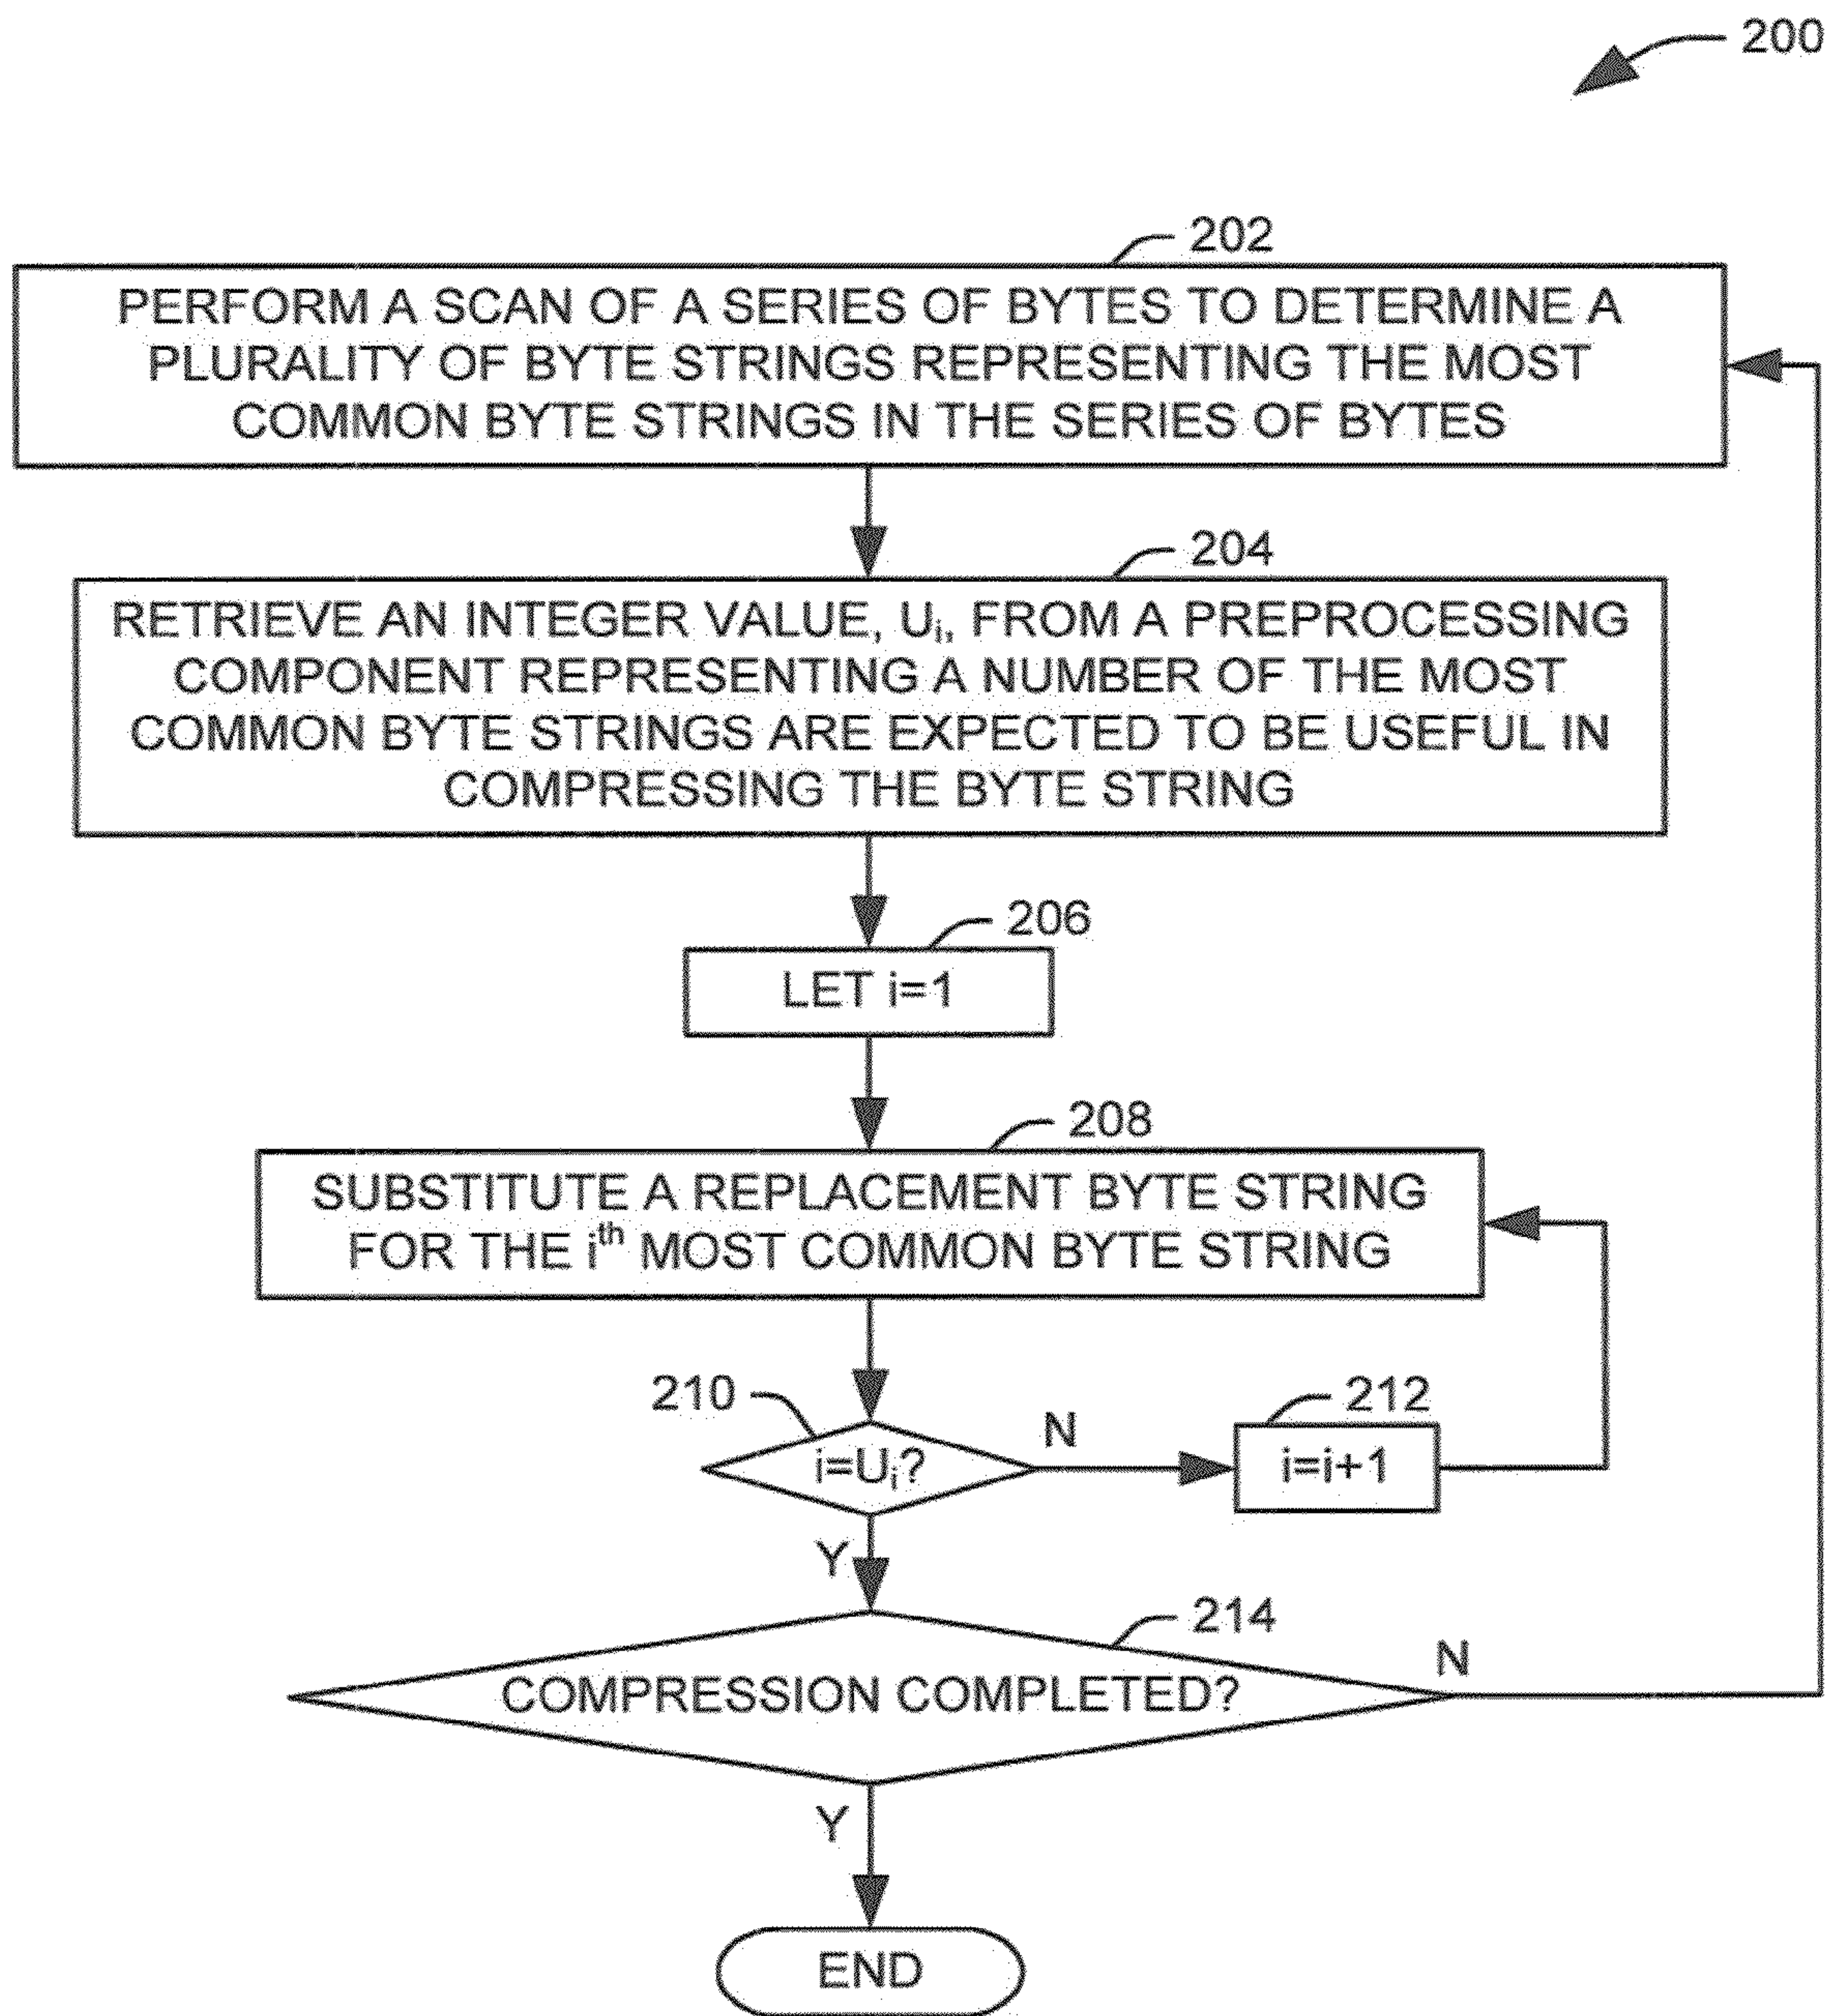 200
202
PERFORM A SCAN OF A SERIES OF BYTES TO DETERMINE A
PLURALITY OF BYTE STRINGS REPRESENTING THE MOST
COMMON BYTE STRINGS IN THE SERIES OF BYTES
204
RETRIEVE AN INTEGER VALUE, Ui, FROM A PREPROCESSING
COMPONENT REPRESENTING A NUMBER OF THE MOST
COMMON BYTE STRINGS ARE EXPECTED TO BE USEFUL IN
COMPRESSING THE BYTE STRING
206
LET i=1
208
SUBSTITUTE A REPLACEMENT BYTE STRING
FOR THE ith MOST COMMON BYTE STRING
210
i=Ui?
N
212
i=i+1
Y
214
COMPRESSION COMPLETED?
N
Y
END